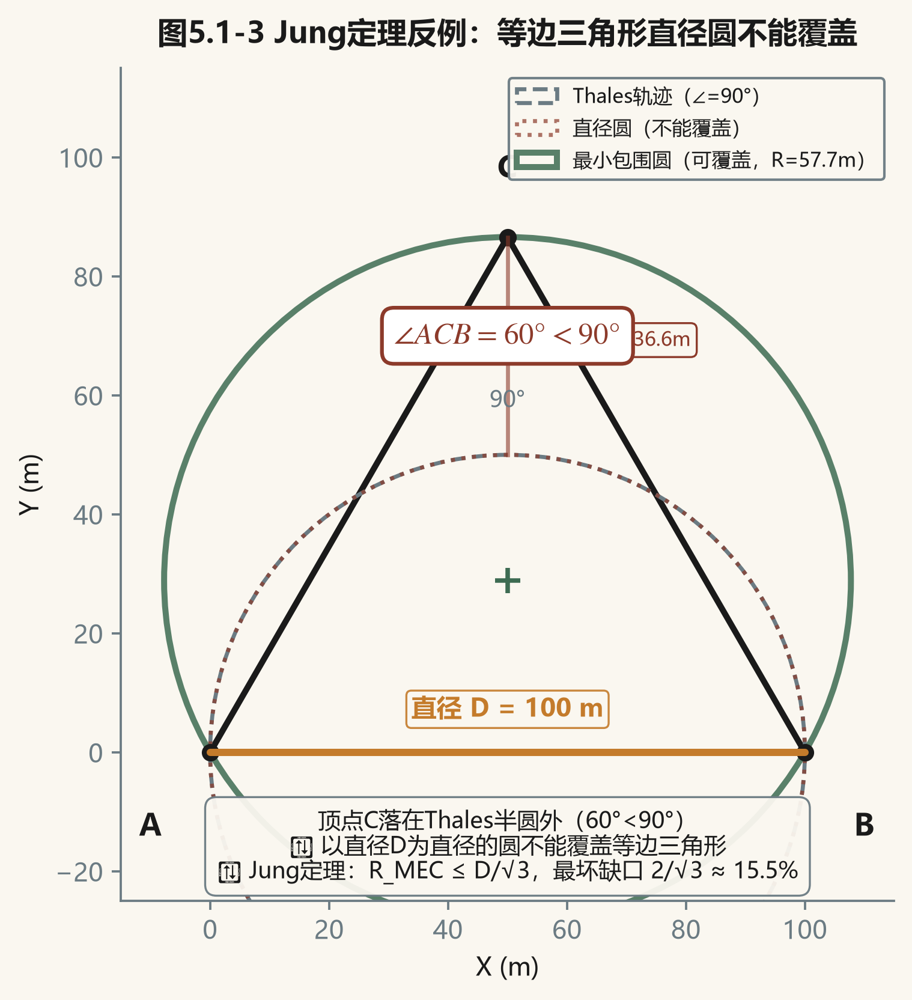 图5.1-3 Jung定理反例：等边三角形直径圆不能覆盖
Thales轨迹（∠=90°）
直径圆（不能覆盖）
最小包围圆（可覆盖，R=57.7m）
C
∠ACB = 60° < 90°
36.6m
90°
直径 D = 100 m
A
B
顶点C落在Thales半圆外（60°<90°）
以直径D为直径的圆不能覆盖等边三角形
Jung定理：R_MEC ≤ D/√3，最坏缺口 2/√3 ≈ 15.5%
Y (m)
100
80
60
40
20
0
−20
0 20 40 60 80 100
X (m)